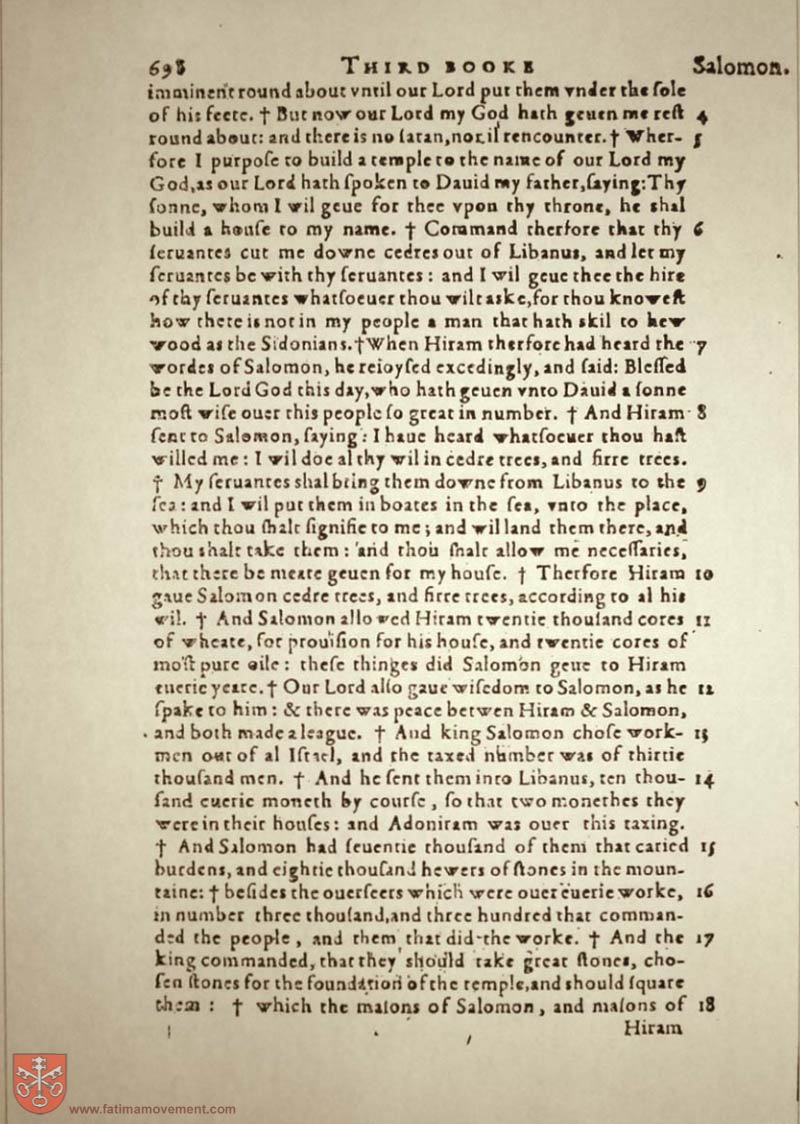 698 THIRD BOOKE Salomon.
imminent round about vntil our Lord put them vnder the ſole
of his feete. † But now our Lord my God hath geuen me reſt 4
round about: and there is no ſatan, nor il rencounter. † Wher- 5
fore I purpoſe to build a temple to the name of our Lord my
God, as our Lord hath ſpoken to Dauid my father, ſaying: Thy
ſonne, whom I wil geue for thee vpon thy throne, he shal
build a houſe to my name. † Command therfore that thy 6
ſeruantes cut me downe cedres out of Libanus, and let my
ſeruantes be with thy ſeruantes: and I wil geue thee the hire
of thy ſeruantes whatſoeuer thou wilt aske, for thou knoweſt
how there is not in my people a man that hath skil to hew
wood as the Sidonians. † When Hiram therfore had heard the 7
wordes of Salomon, he reioyſed excedingly, and ſaid: Bleſſed
be the Lord God this day, who hath geuen vnto Dauid a ſonne
moſt wiſe ouer this people ſo great in number. † And Hiram 8
ſent to Salomon, ſaying: I haue heard whatſoeuer thou haſt
willed me: I wil doe al thy wil in cedre trees, and firre trees.
† My ſeruantes shal bring them downe from Libanus to the 9
ſea: and I wil put them in boates in the ſea, vnto the place,
which thou ſhalt ſignifie to me; and wil land them there, and
thou shalt take them: and thou ſhalt allow me neceſſaries,
that there be meate geuen for my houſe. † Therfore Hiram 10
gaue Salomon cedre trees, and firre trees, according to al his
wil. † And Salomon allowed Hiram twentie thouſand cores 11
of wheate, for prouiſion for his houſe, and twentie cores of
moſt pure oile: theſe thinges did Salomon geue to Hiram
euerie yeare. † Our Lord alſo gaue wiſedom to Salomon, as he 12
ſpake to him: & there was peace betwen Hiram & Salomon,
and both made a league. † And king Salomon choſe work- 13
men out of al Iſrael, and the taxed number was of thirtie
thouſand men. † And he ſent them into Libanus, ten thou- 14
ſand euerie moneth by courſe, ſo that two monethes they
were in their houſes: and Adoniram was ouer this taxing.
† And Salomon had ſeuentie thouſand of them that caried 15
burdens, and eightie thouſand hewers of ſtones in the moun-
taine: † beſides the ouerſeers which were ouer euerie worke, 16
in number three thouſand, and three hundred that comman-
ded the people, and them that did the worke. † And the 17
king commanded, that they should take great ſtones, cho-
ſen ſtones for the foundation of the temple, and should ſquare
them: † which the maſons of Salomon, and maſons of 18
Hiram
www.fatimamovement.com